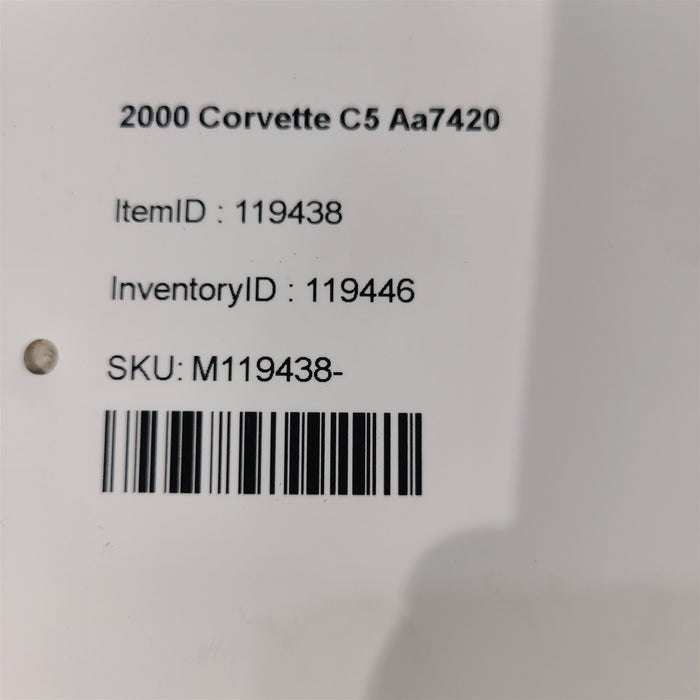 2000 Corvette C5 Aa7420
ItemID : 119438
InventoryID : 119446
SKU: M119438-